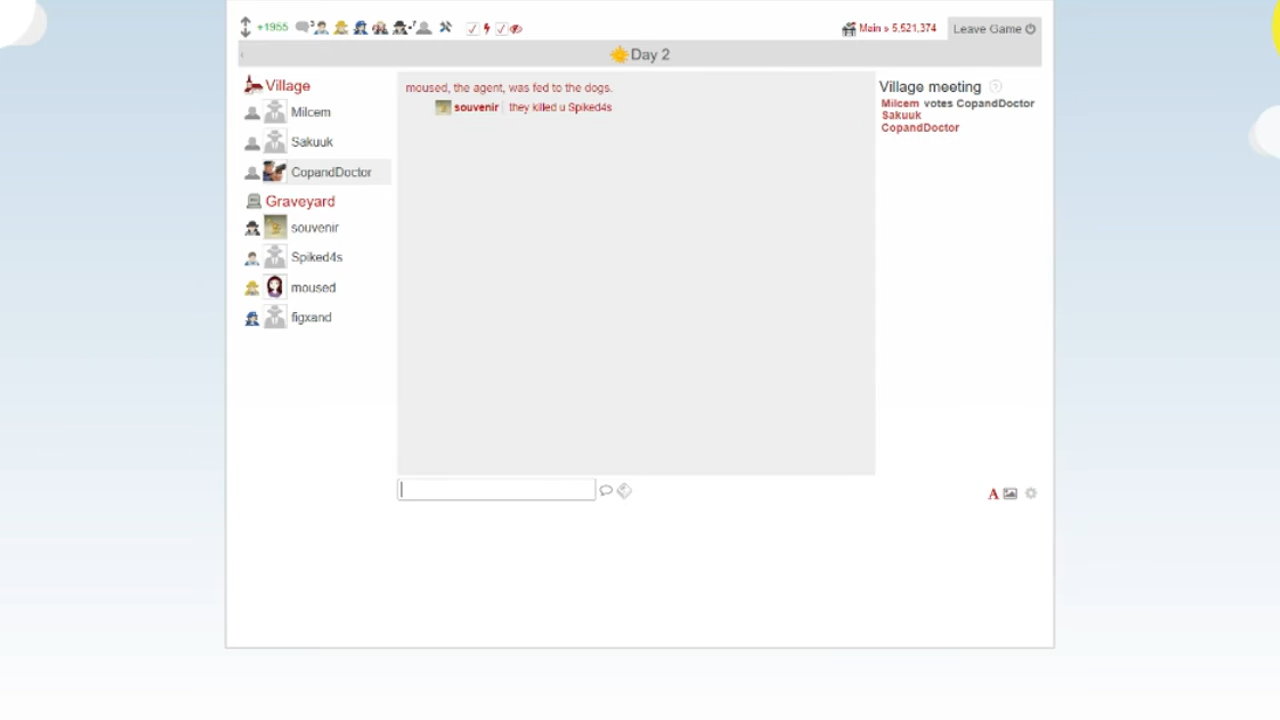 +1955 3 Main » 5,521,374 Leave Game
Day 2
Village
Milcem
Sakuuk
CopandDoctor
Graveyard
souvenir
Spiked4s
moused
figxand
moused, the agent, was fed to the dogs.
souvenir they killed u Spiked4s
Village meeting ?
Milcem votes CopandDoctor
Sakuuk
CopandDoctor
A